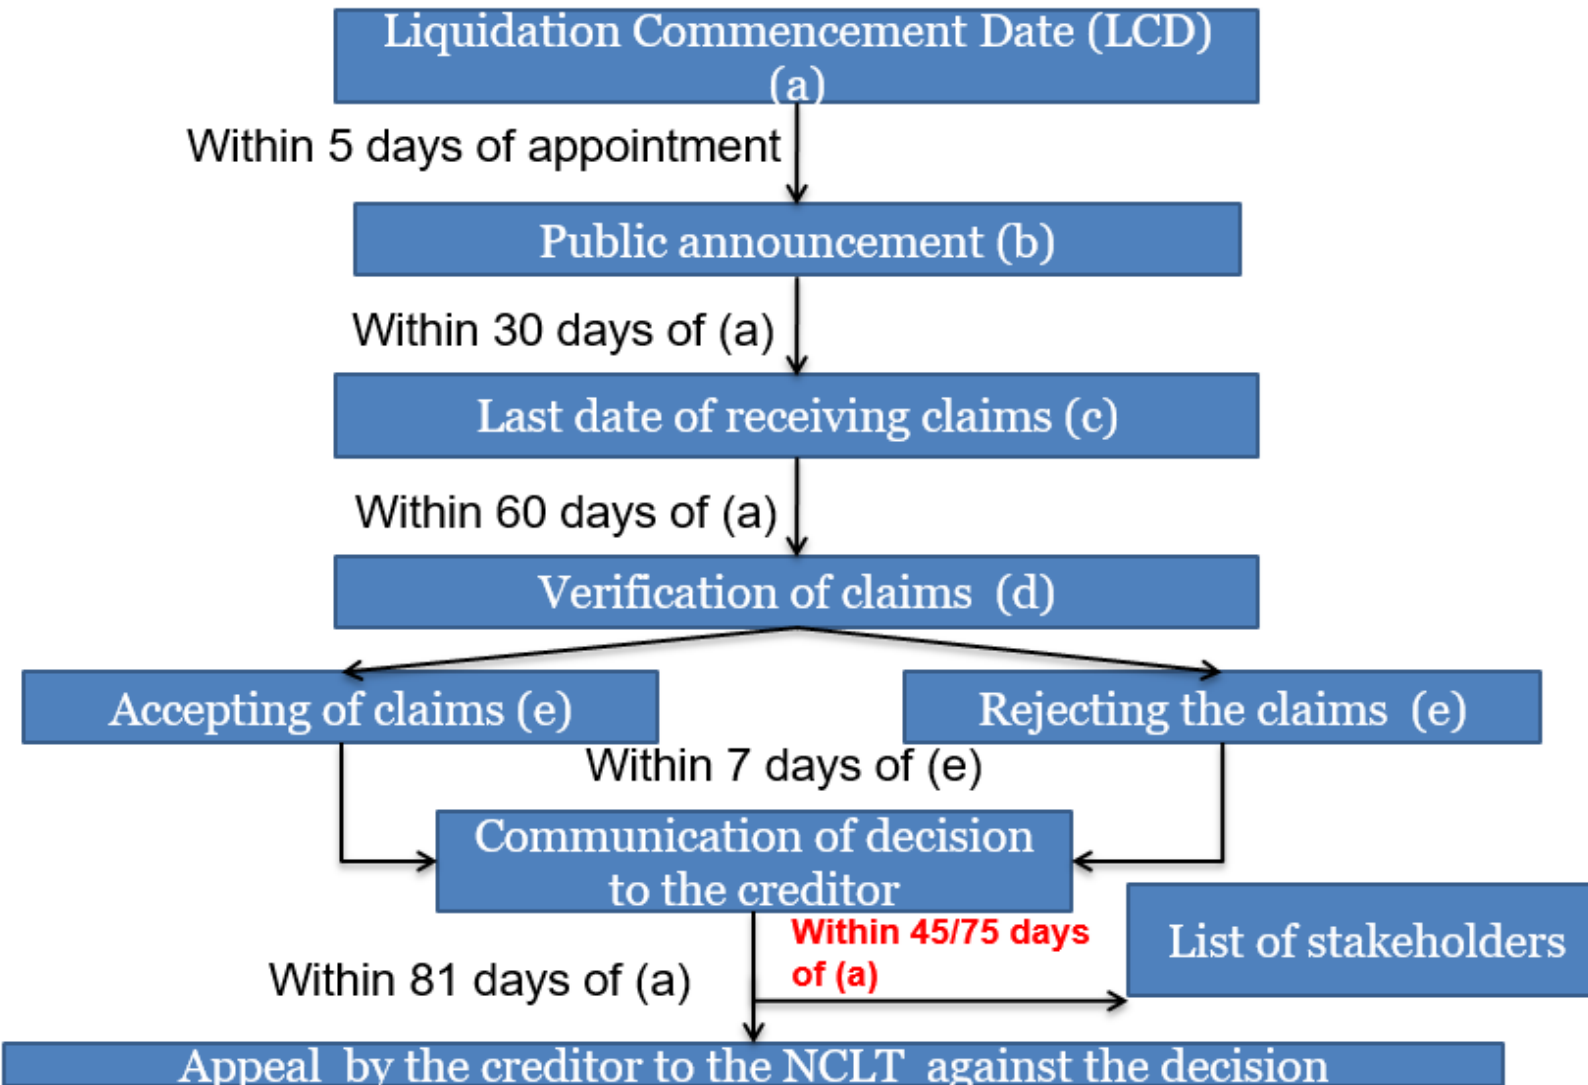 Liquidation Commencement Date (LCD)
(a)
Within 5 days of appointment
Public announcement (b)
Within 30 days of (a)
Last date of receiving claims (c)
Within 60 days of (a)
Verification of claims (d)
Accepting of claims (e)
Rejecting the claims (e)
Within 7 days of (e)
Communication of decision
to the creditor
Within 45/75 days
of (a)
List of stakeholders
Within 81 days of (a)
Appeal by the creditor to the NCLT against the decision